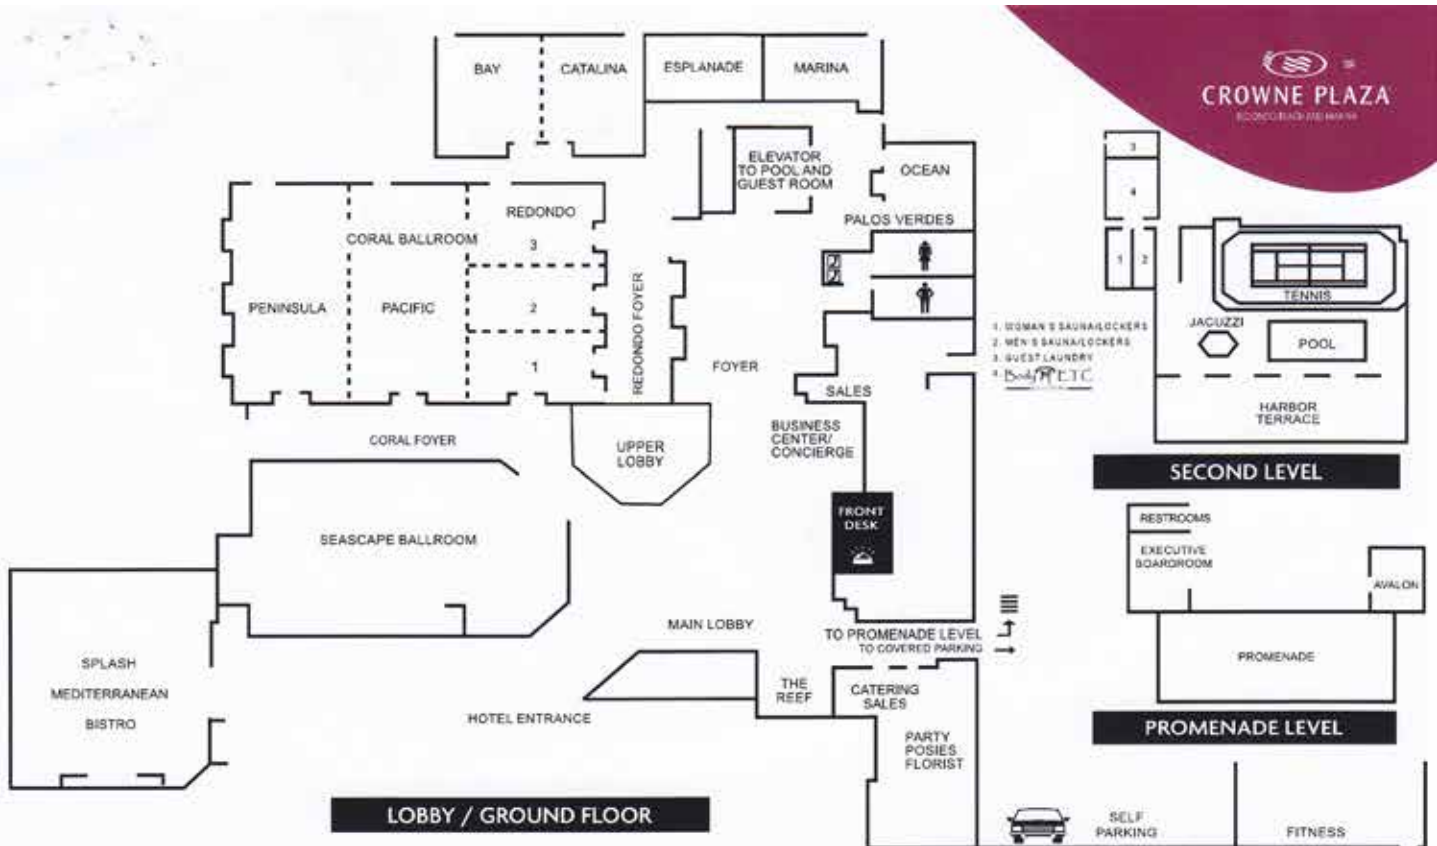 BAY
CATALINA
ESPLANADE
MARINA
CROWNE PLAZA
ELEVATOR
TO POOL AND
GUEST ROOM
OCEAN
PALOS VERDES
REDONDO
CORAL BALLROOM
3
2
1
PENINSULA
PACIFIC
REDONDO FOYER
FOYER
SALES
BUSINESS
CENTER/
CONCIERGE
CORAL FOYER
UPPER
LOBBY
FRONT
DESK
SEASCAPE BALLROOM
MAIN LOBBY
TO PROMENADE LEVEL
TO COVERED PARKING
SPLASH
MEDITERRANEAN
BISTRO
HOTEL ENTRANCE
THE
REEF
CATERING
SALES
PARTY
POSIES
FLORIST
LOBBY / GROUND FLOOR
3
4
1
2
TENNIS
JACUZZI
POOL
HARBOR
TERRACE
1. WOMAN'S SAUNA/LOCKERS
2. MEN'S SAUNA/LOCKERS
3. GUEST LAUNDRY
4. ETC
SECOND LEVEL
RESTROOMS
EXECUTIVE
BOARDROOM
AVALON
PROMENADE
PROMENADE LEVEL
SELF
PARKING
FITNESS